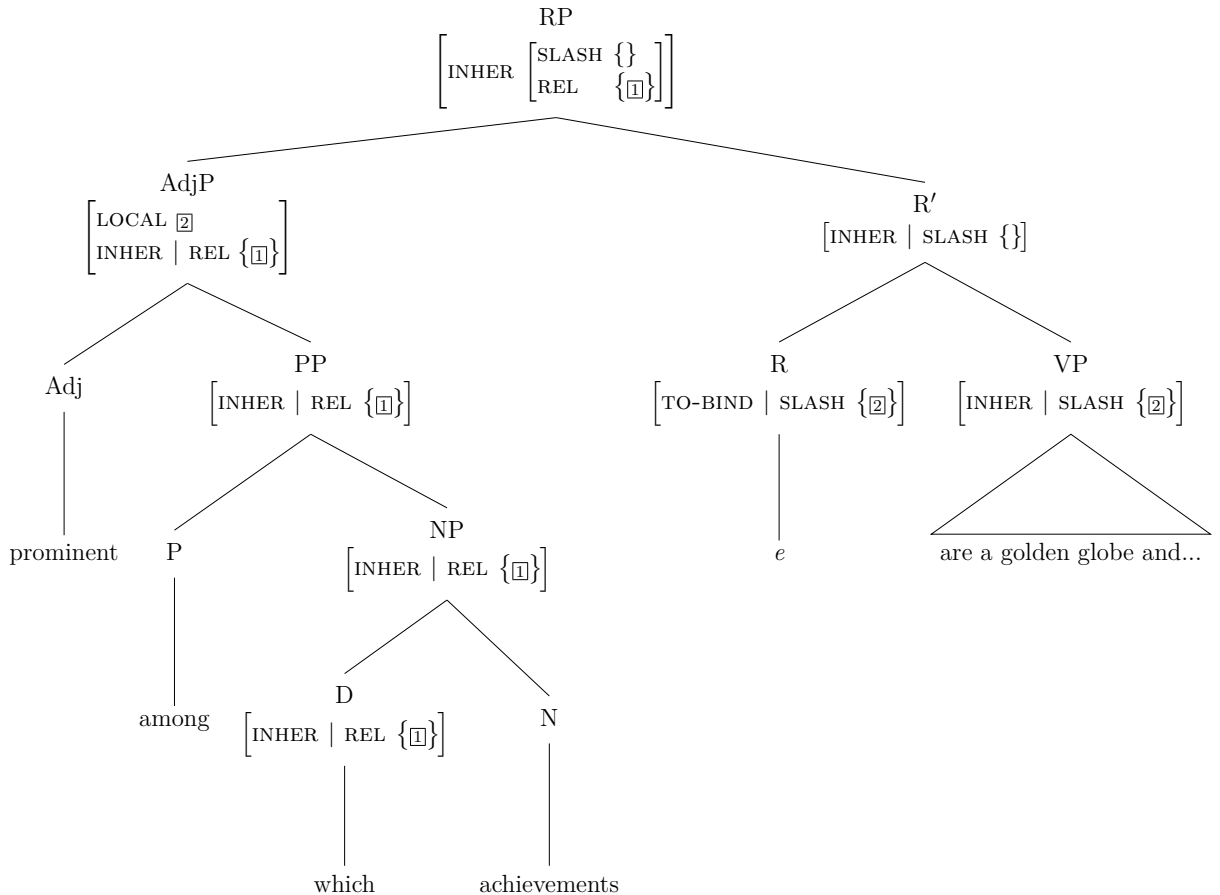 RP
[INHER [SLASH {}
REL {1}]]
AdjP
[LOCAL 2
INHER | REL {1}]
R′
[INHER | SLASH {}]
Adj
PP
[INHER | REL {1}]
R
[TO-BIND | SLASH {2}]
VP
[INHER | SLASH {2}]
prominent
P
NP
[INHER | REL {1}]
e
are a golden globe and...
among
D
[INHER | REL {1}]
N
which
achievements